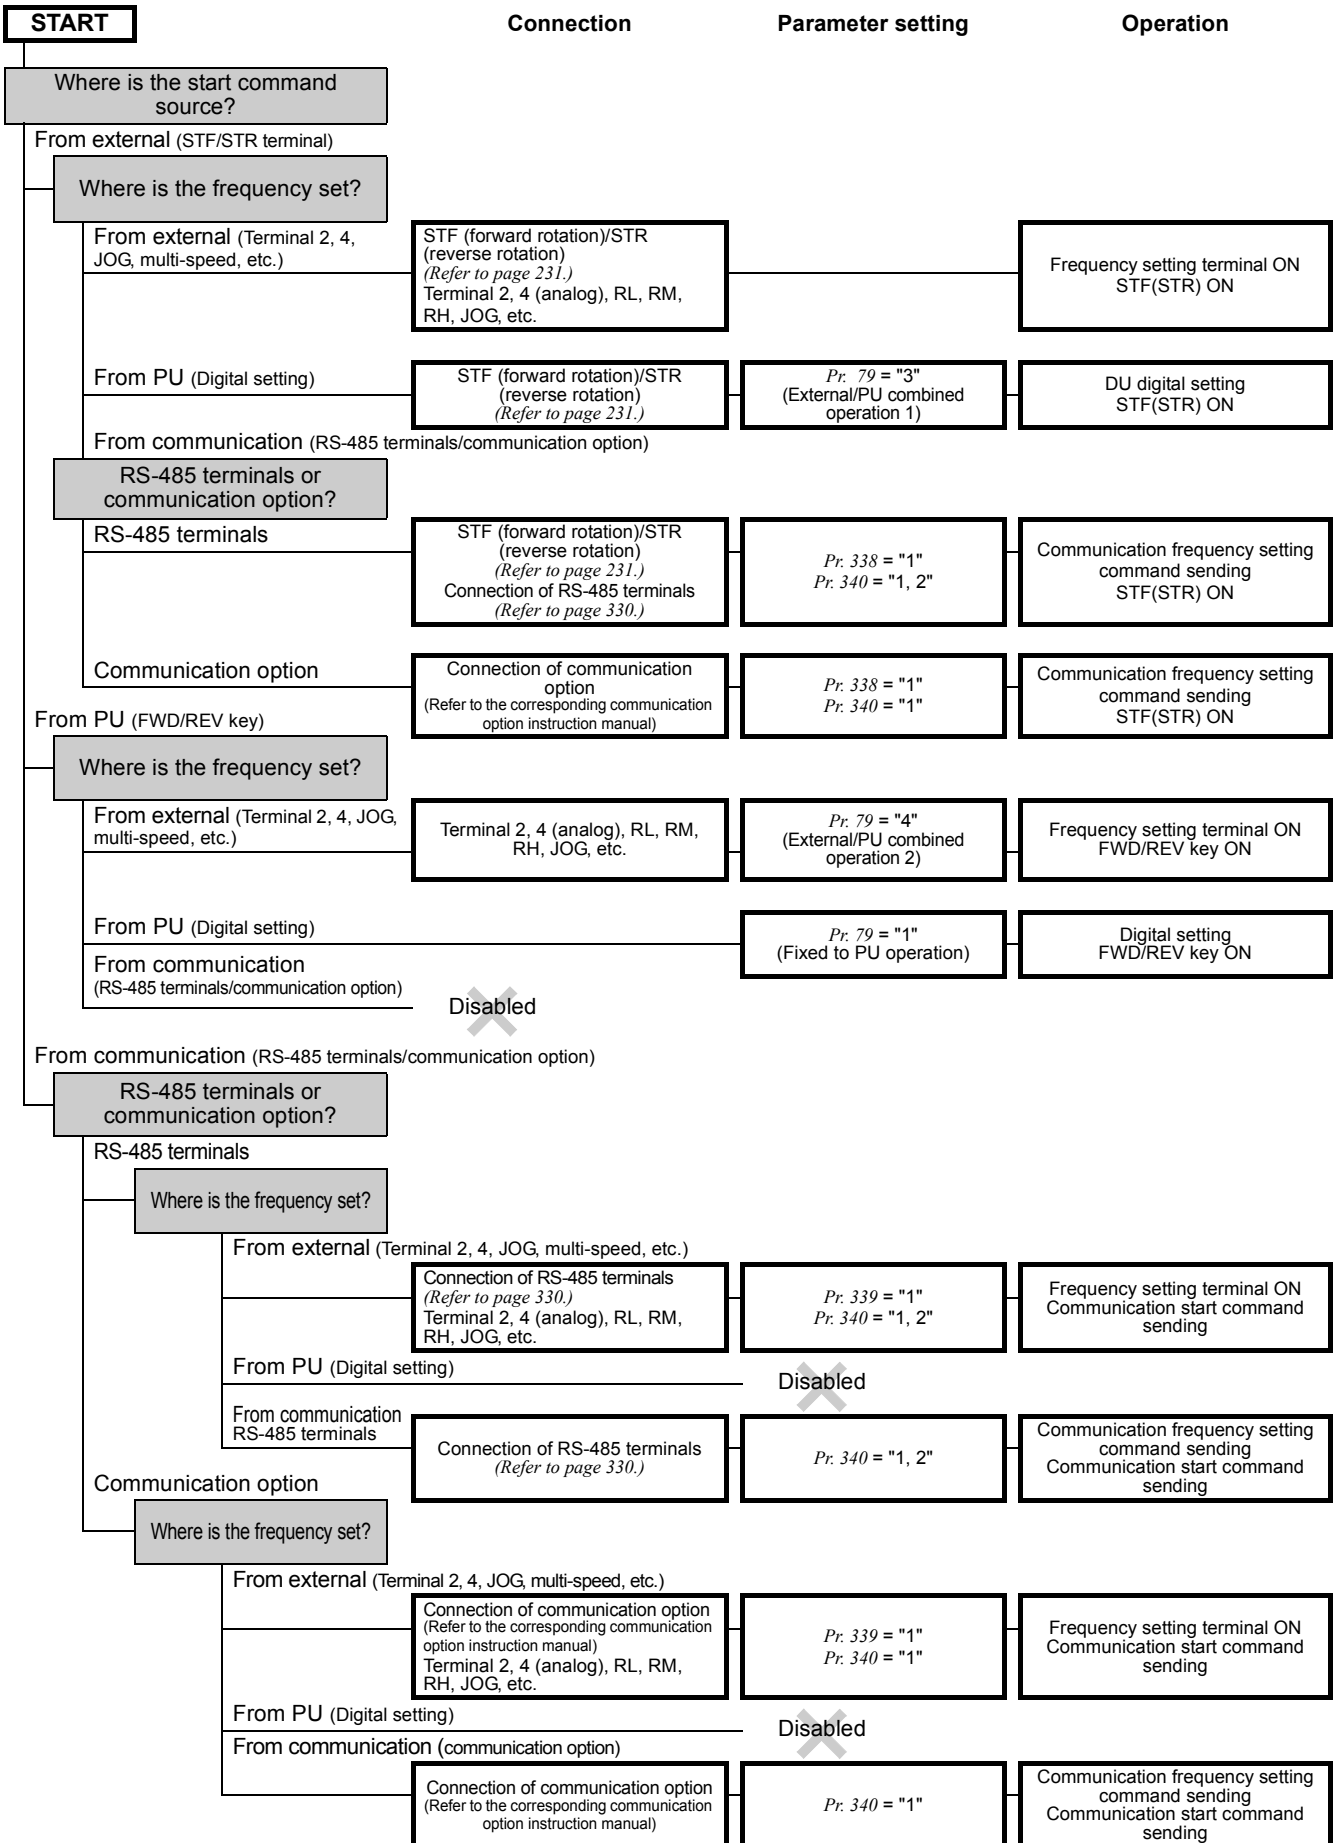 START
Connection
Parameter setting
Operation
Where is the start command
source?
From external (STF/STR terminal)
Where is the frequency set?
From external (Terminal 2, 4,
JOG, multi-speed, etc.)
STF (forward rotation)/STR
(reverse rotation)
(Refer to page 231.)
Terminal 2, 4 (analog), RL, RM,
RH, JOG, etc.
Frequency setting terminal ON
STF(STR) ON
From PU (Digital setting)
STF (forward rotation)/STR
(reverse rotation)
(Refer to page 231.)
Pr. 79 = "3"
(External/PU combined
operation 1)
DU digital setting
STF(STR) ON
From communication (RS-485 terminals/communication option)
RS-485 terminals or
communication option?
RS-485 terminals
STF (forward rotation)/STR
(reverse rotation)
(Refer to page 231.)
Connection of RS-485 terminals
(Refer to page 330.)
Pr. 338 = "1"
Pr. 340 = "1, 2"
Communication frequency setting
command sending
STF(STR) ON
Communication option
Connection of communication
option
(Refer to the corresponding communication
option instruction manual)
Pr. 338 = "1"
Pr. 340 = "1"
Communication frequency setting
command sending
STF(STR) ON
From PU (FWD/REV key)
Where is the frequency set?
From external (Terminal 2, 4, JOG,
multi-speed, etc.)
Terminal 2, 4 (analog), RL, RM,
RH, JOG, etc.
Pr. 79 = "4"
(External/PU combined
operation 2)
Frequency setting terminal ON
FWD/REV key ON
From PU (Digital setting)
Pr. 79 = "1"
(Fixed to PU operation)
Digital setting
FWD/REV key ON
From communication
(RS-485 terminals/communication option)
Disabled
From communication (RS-485 terminals/communication option)
RS-485 terminals or
communication option?
RS-485 terminals
Where is the frequency set?
From external (Terminal 2, 4, JOG, multi-speed, etc.)
Connection of RS-485 terminals
(Refer to page 330.)
Terminal 2, 4 (analog), RL, RM,
RH, JOG, etc.
Pr. 339 = "1"
Pr. 340 = "1, 2"
Frequency setting terminal ON
Communication start command
sending
From PU (Digital setting)
Disabled
From communication
RS-485 terminals
Connection of RS-485 terminals
(Refer to page 330.)
Pr. 340 = "1, 2"
Communication frequency setting
command sending
Communication start command
sending
Communication option
Where is the frequency set?
From external (Terminal 2, 4, JOG, multi-speed, etc.)
Connection of communication option
(Refer to the corresponding communication
option instruction manual)
Terminal 2, 4 (analog), RL, RM,
RH, JOG, etc.
Pr. 339 = "1"
Pr. 340 = "1"
Frequency setting terminal ON
Communication start command
sending
From PU (Digital setting)
Disabled
From communication (communication option)
Connection of communication option
(Refer to the corresponding communication
option instruction manual)
Pr. 340 = "1"
Communication frequency setting
command sending
Communication start command
sending